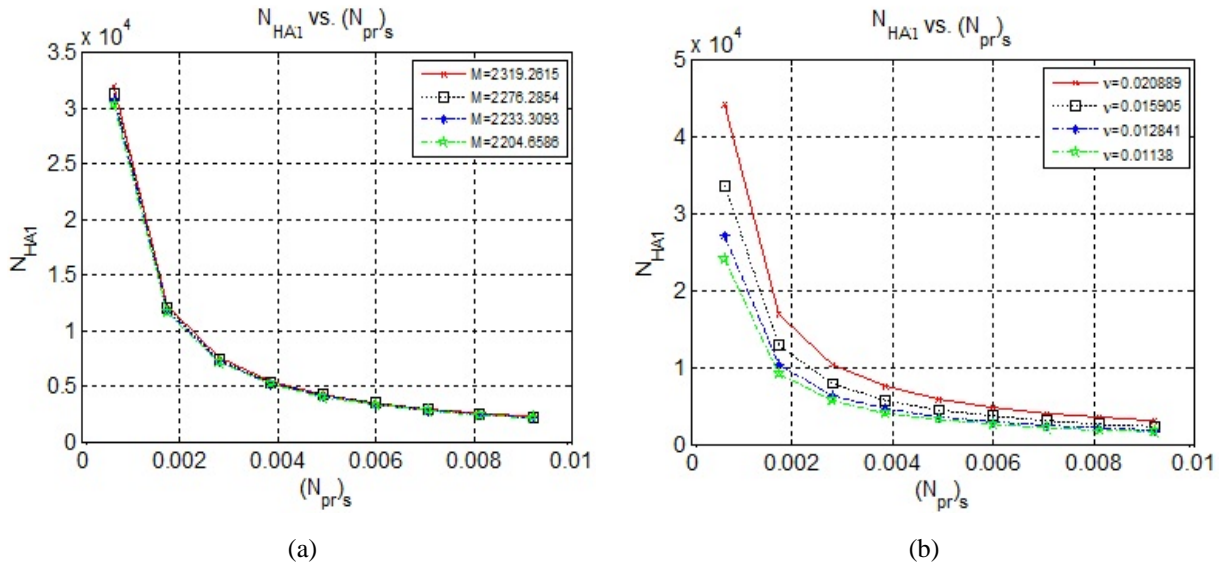 N_HA1 vs. (N_pr)_s
x 10^4
3.5
3
2.5
2
1.5
1
0.5
0
N_HA1
M=2319.2615
M=2276.2854
M=2233.3093
M=2204.6586
0 0.002 0.004 0.006 0.008 0.01
(N_pr)_s
(a)
N_HA1 vs. (N_pr)_s
x 10^4
5
4
3
2
1
0
N_HA1
ν=0.020889
ν=0.015905
ν=0.012841
ν=0.01138
0 0.002 0.004 0.006 0.008 0.01
(N_pr)_s
(b)